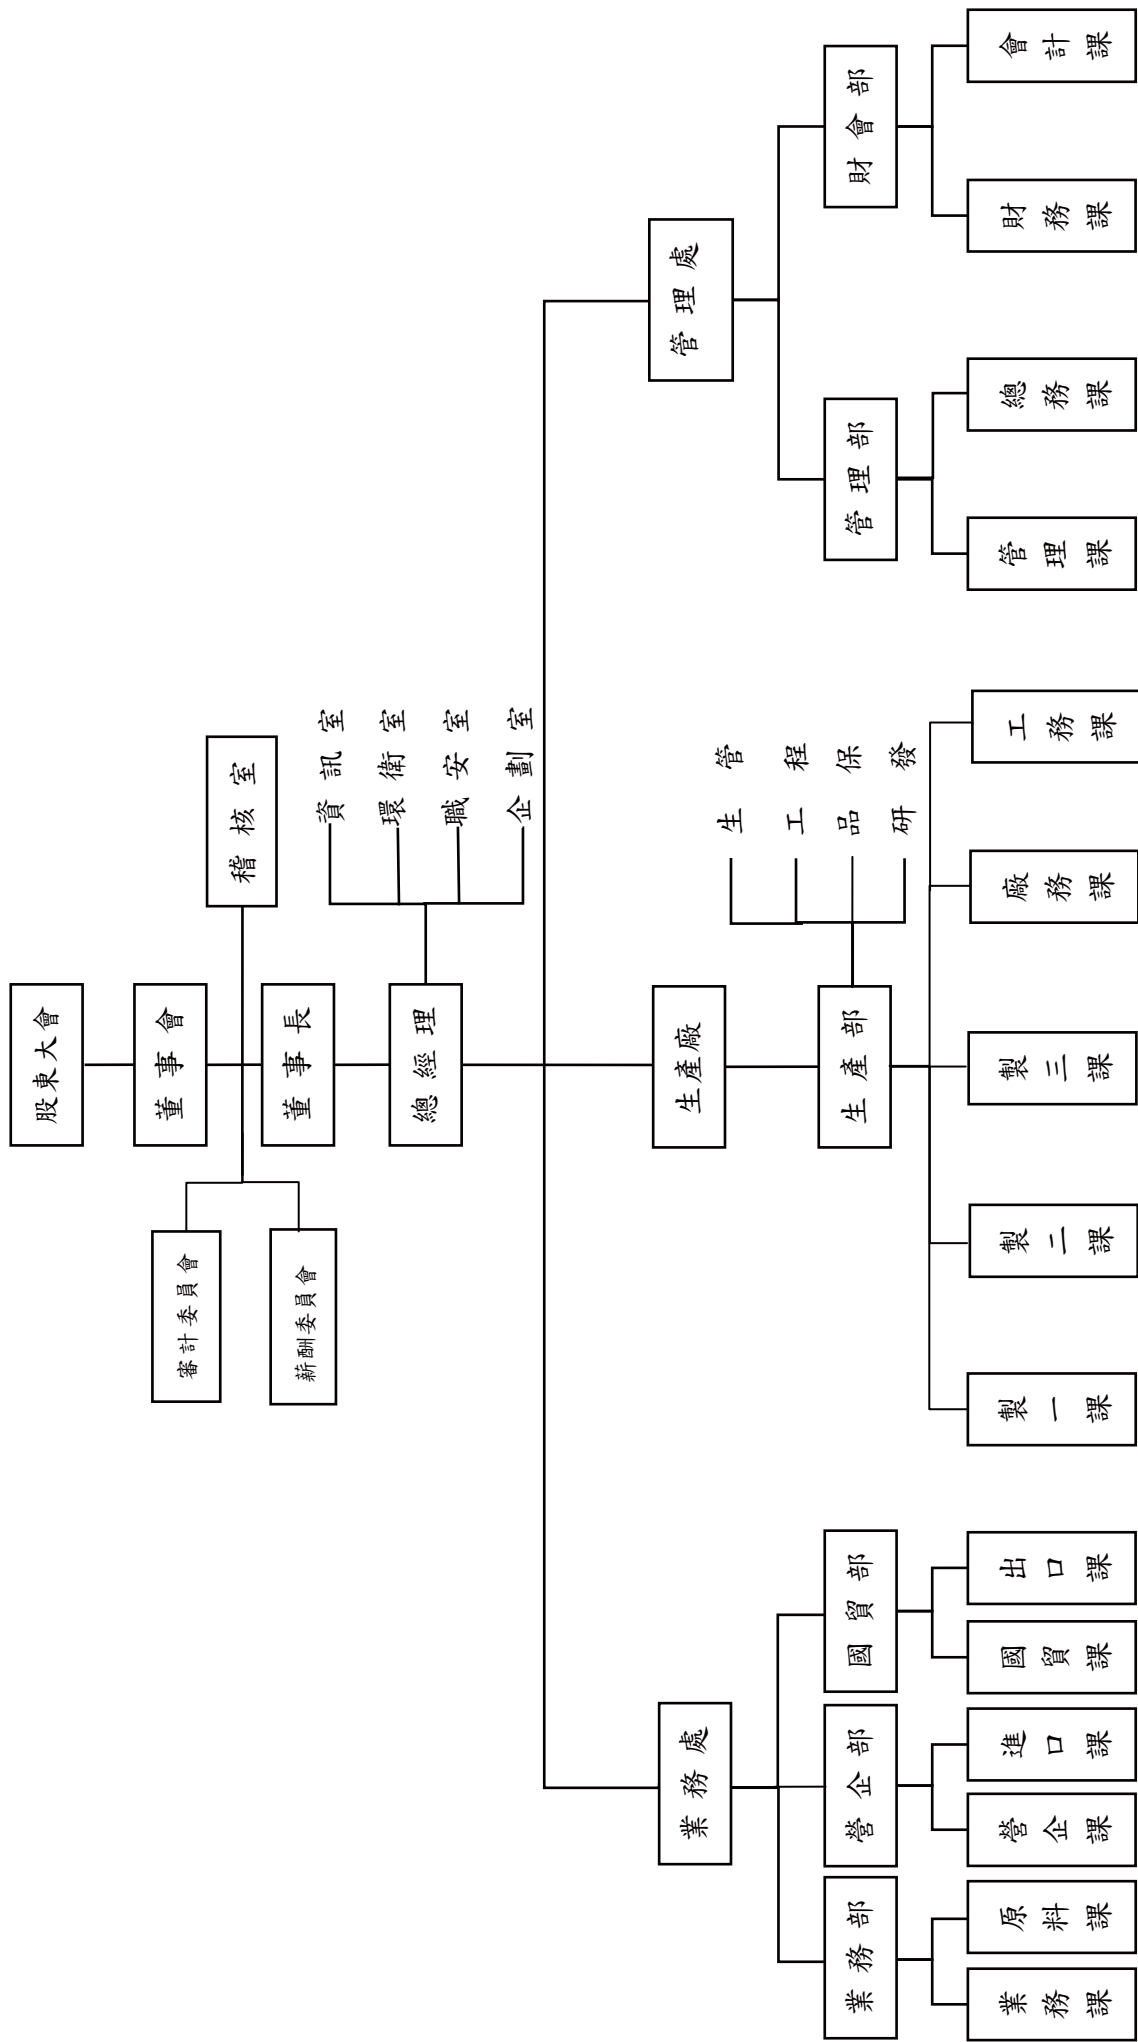 股東大會
董事會
審計委員會
薪酬委員會
稽核室
董事長
總經理
資訊室
環衛室
職安室
企劃室
業務處
生產廠
管理處
業務部
營企部
國貿部
生產部
生管
工程
品保
研發
管理部
財會部
業務課
原料課
營企課
進口課
國貿課
出口課
製一課
製二課
製三課
廠務課
工務課
管理課
總務課
財務課
會計課